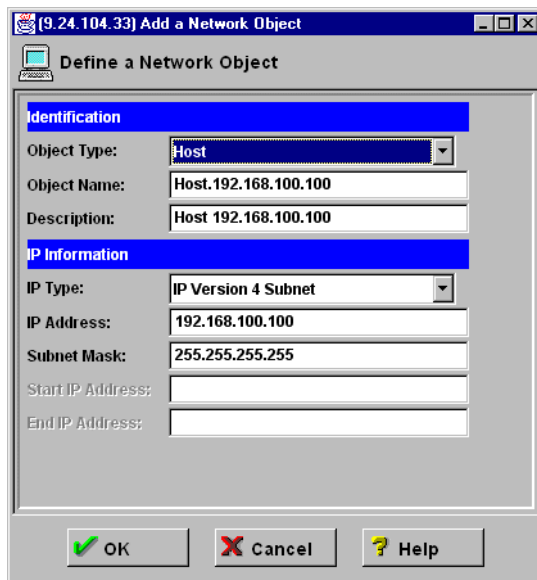 (9.24.104.33) Add a Network Object
Define a Network Object
Identification
Object Type: Host
Object Name: Host.192.168.100.100
Description: Host 192.168.100.100
IP Information
IP Type: IP Version 4 Subnet
IP Address: 192.168.100.100
Subnet Mask: 255.255.255.255
Start IP Address:
End IP Address:
OK Cancel Help